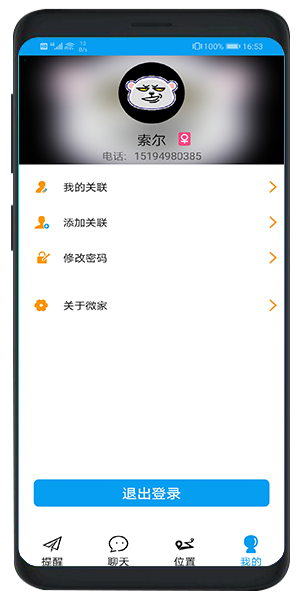 100% 16:53
索尔
电话: 15194980385
我的关联
添加关联
修改密码
关于微家
退出登录
提醒 聊天 位置 我的